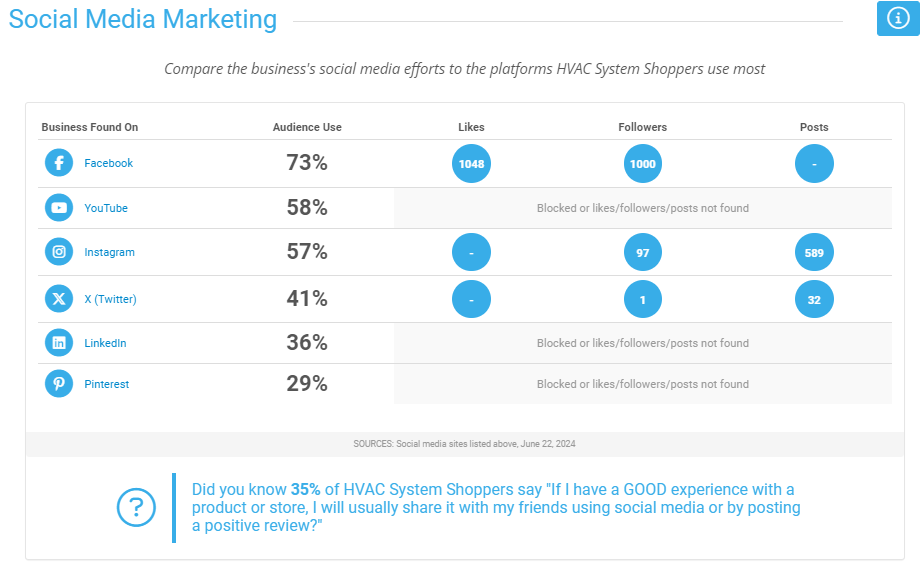 Social Media Marketing
Compare the business's social media efforts to the platforms HVAC System Shoppers use most
Business Found On Audience Use Likes Followers Posts
Facebook 73% 1048 1000 -
YouTube 58% Blocked or likes/followers/posts not found
Instagram 57% - 97 589
X (Twitter) 41% - 1 32
LinkedIn 36% Blocked or likes/followers/posts not found
Pinterest 29% Blocked or likes/followers/posts not found
SOURCES: Social media sites listed above, June 22, 2024
Did you know 35% of HVAC System Shoppers say "If I have a GOOD experience with a
product or store, I will usually share it with my friends using social media or by posting
a positive review?"